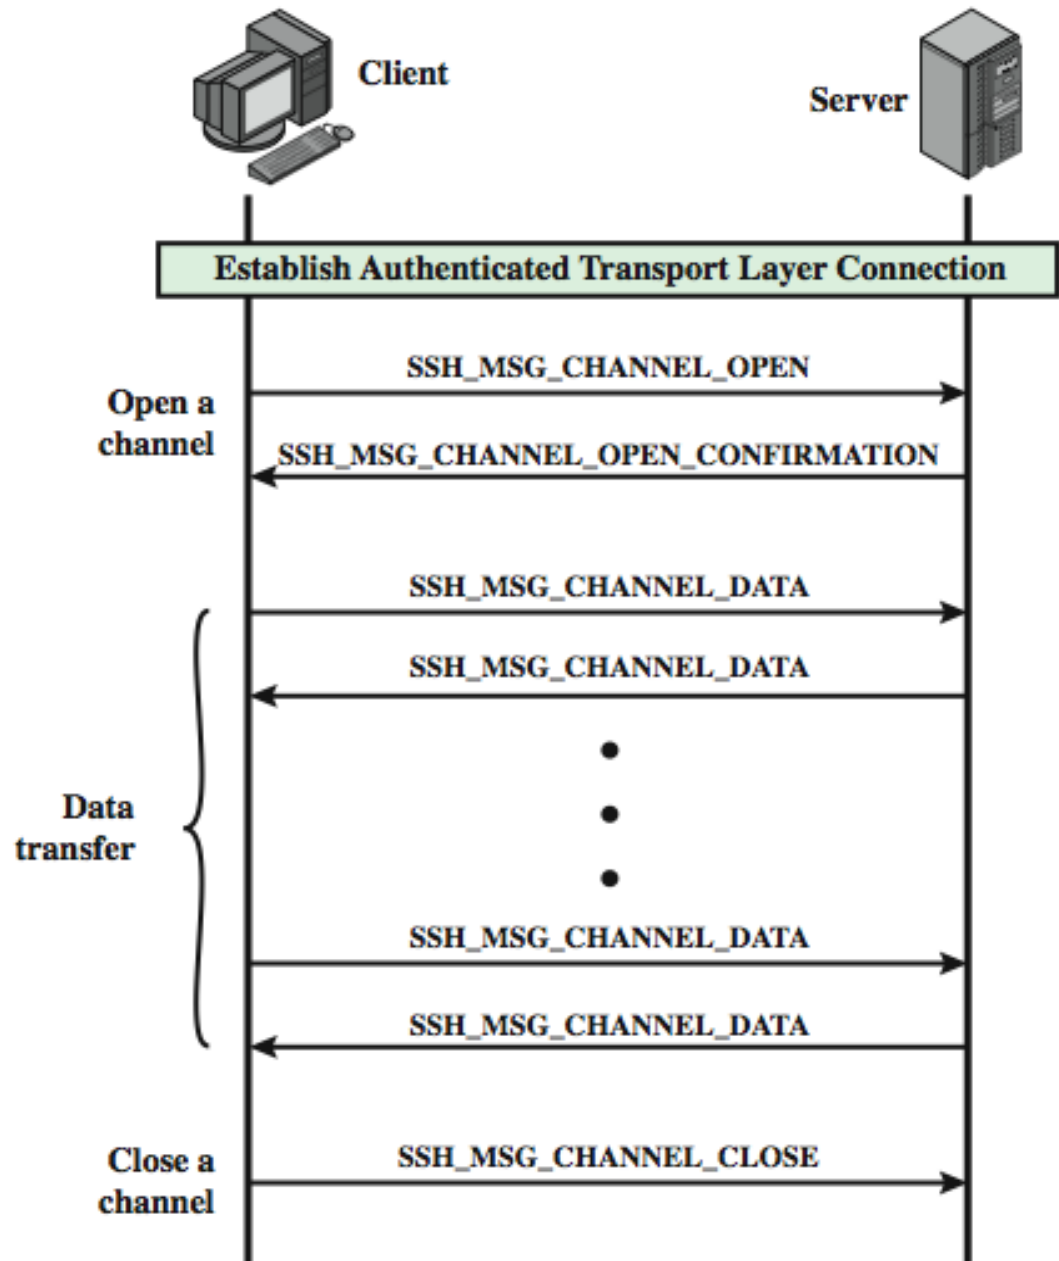 Client
Server
Establish Authenticated Transport Layer Connection
SSH_MSG_CHANNEL_OPEN
Open a
channel
SSH_MSG_CHANNEL_OPEN_CONFIRMATION
SSH_MSG_CHANNEL_DATA
SSH_MSG_CHANNEL_DATA
Data
transfer
SSH_MSG_CHANNEL_DATA
SSH_MSG_CHANNEL_DATA
Close a
channel
SSH_MSG_CHANNEL_CLOSE